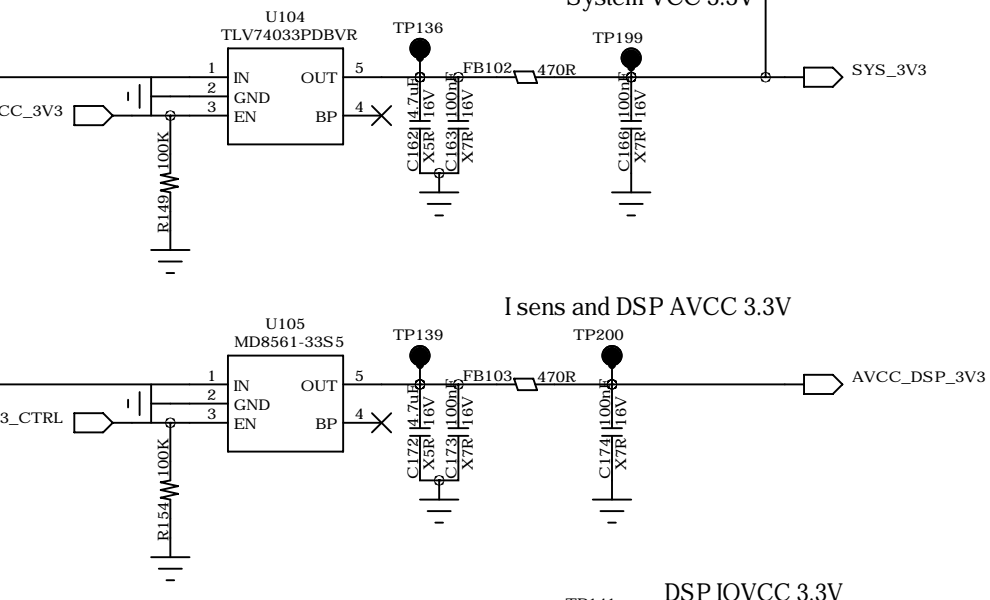 System VCC 3.3V
U104
TLV74033PDBVR
TP136
TP199
1 IN OUT 5
2 GND
3 EN BP 4
FB102 470R
SYS_3V3
CC_3V3
100K
R149
4.7uF 16V
C162 X5R
100nF 16V
C163 X7R
100nF 16V
C166 X7R
I sens and DSP AVCC 3.3V
U105
MD8561-33S5
TP139
TP200
1 IN OUT 5
2 GND
3 EN BP 4
FB103 470R
AVCC_DSP_3V3
3_CTRL
100K
R154
4.7uF 16V
C172 X5R
100nF 16V
C173 X7R
100nF 16V
C174 X7R
DSP IOVCC 3.3V
TP141